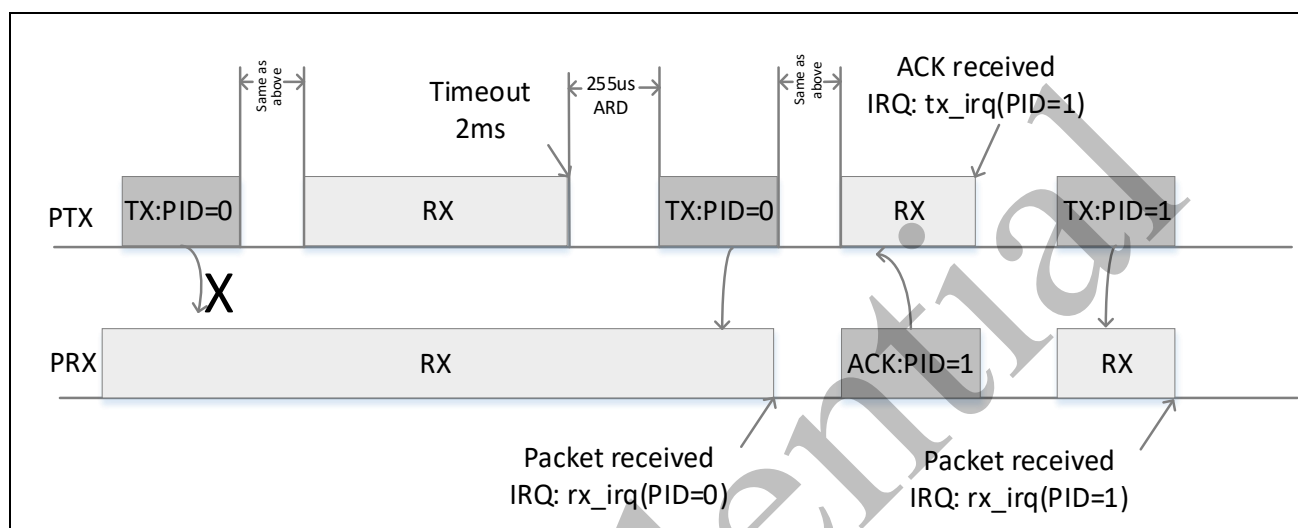 Same as
above
Timeout
2ms
255us
ARD
Same as
above
ACK received
IRQ: tx_irq(PID=1)
PTX
TX:PID=0
RX
TX:PID=0
RX
TX:PID=1
X
PRX
RX
ACK:PID=1
RX
Packet received
IRQ: rx_irq(PID=0)
Packet received
IRQ: rx_irq(PID=1)
dential